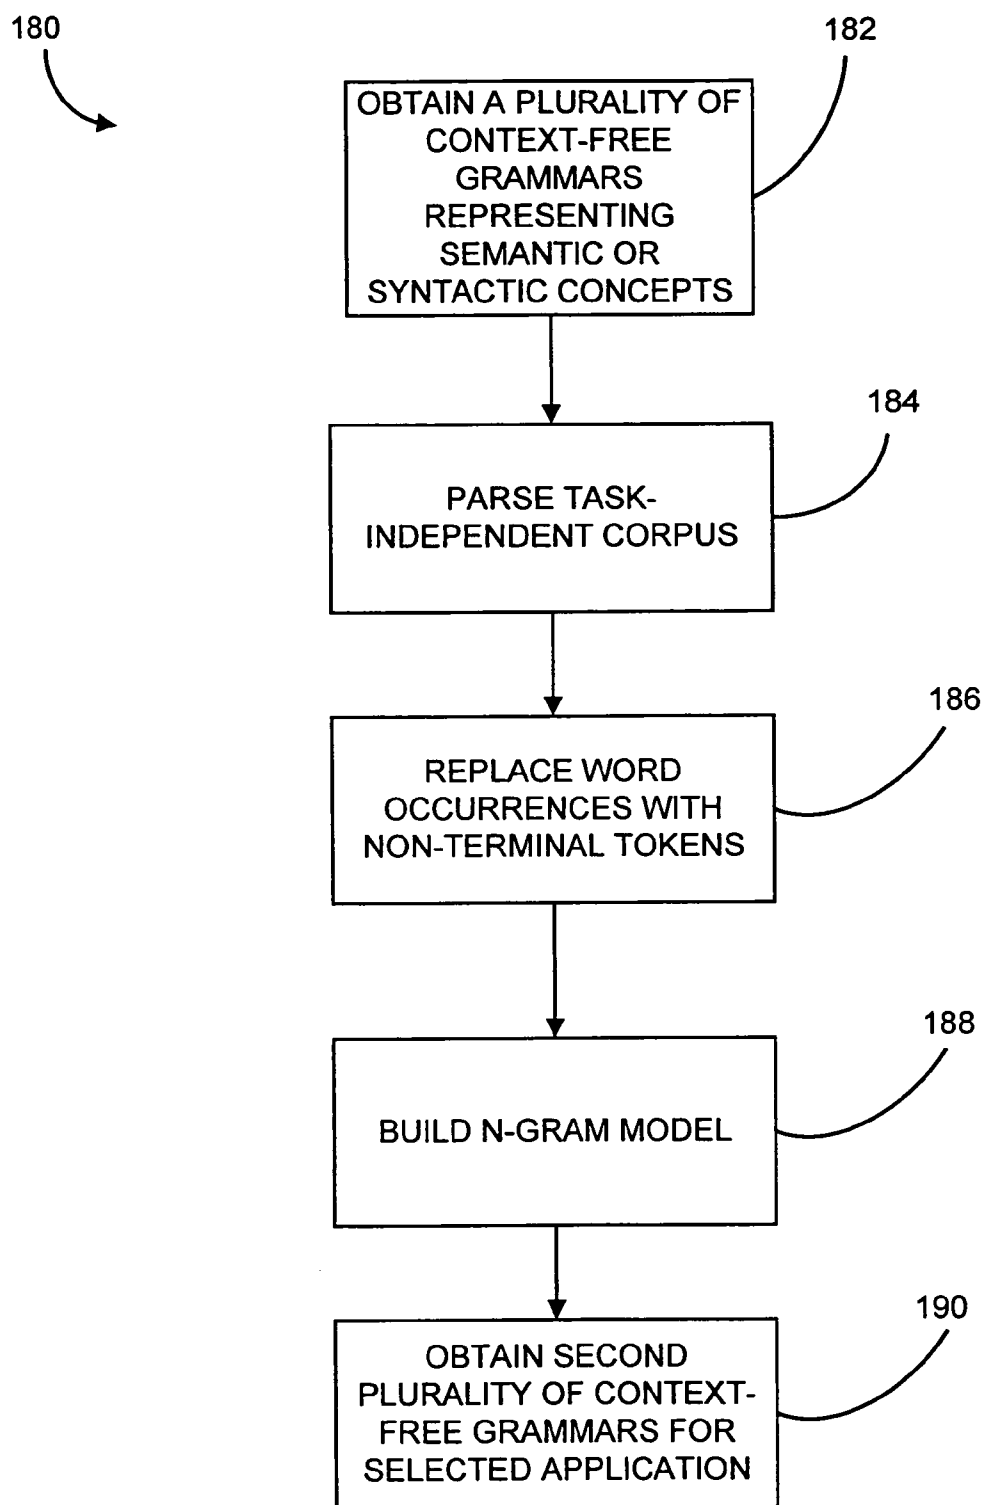 180
182
OBTAIN A PLURALITY OF
CONTEXT-FREE
GRAMMARS
REPRESENTING
SEMANTIC OR
SYNTACTIC CONCEPTS
184
PARSE TASK-
INDEPENDENT CORPUS
186
REPLACE WORD
OCCURRENCES WITH
NON-TERMINAL TOKENS
188
BUILD N-GRAM MODEL
190
OBTAIN SECOND
PLURALITY OF CONTEXT-
FREE GRAMMARS FOR
SELECTED APPLICATION